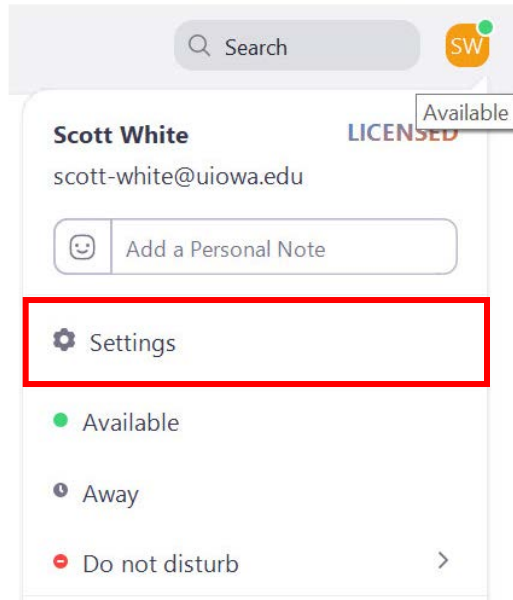 Search
SW
Available
Scott White LICENSED
scott-white@uiowa.edu
Add a Personal Note
Settings
Available
Away
Do not disturb